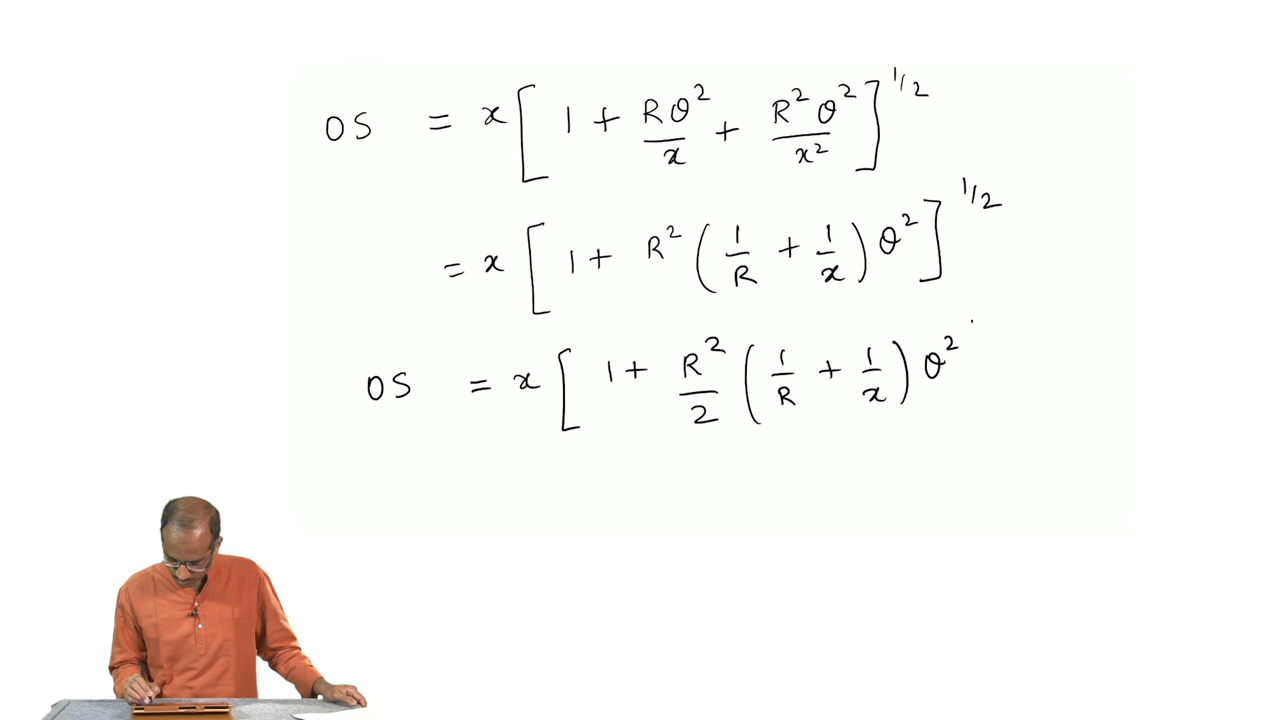 OS = x [ 1 + Rθ²/x + R²θ²/x² ]^1/2
= x [ 1 + R² ( 1/R + 1/x ) θ² ]^1/2
OS = x [ 1 + R²/2 ( 1/R + 1/x ) θ²